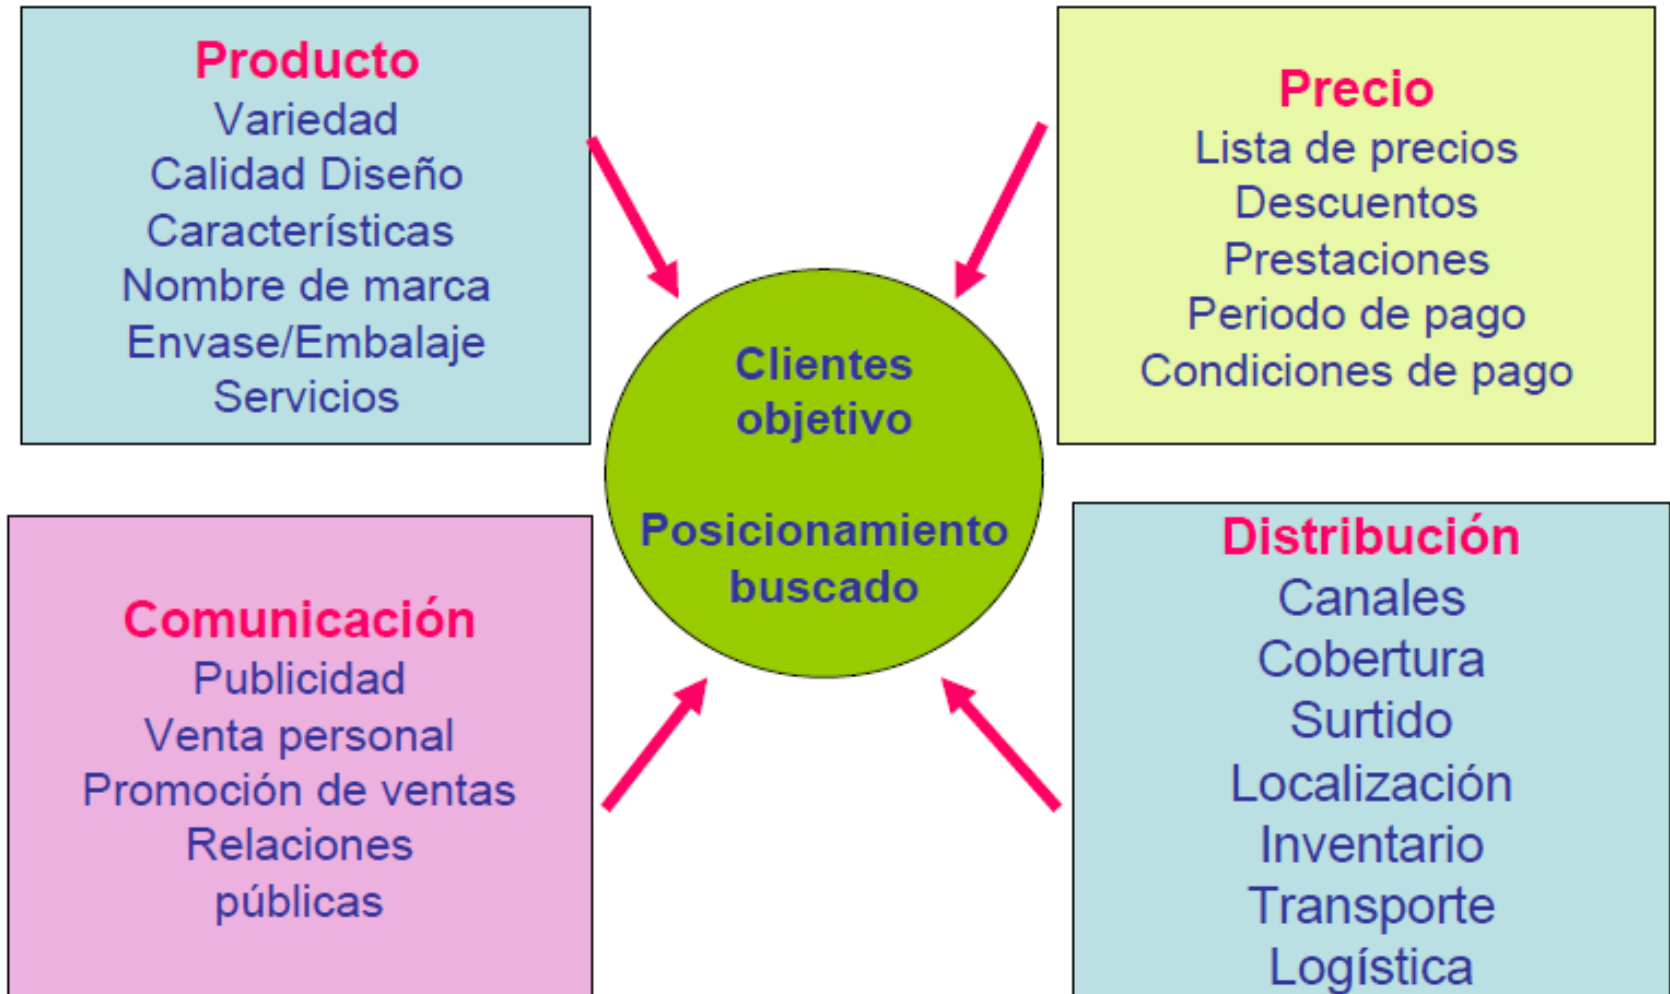 Producto
Variedad
Calidad Diseño
Características
Nombre de marca
Envase/Embalaje
Servicios
Precio
Lista de precios
Descuentos
Prestaciones
Periodo de pago
Condiciones de pago
Clientes
objetivo
Posicionamiento
buscado
Comunicación
Publicidad
Venta personal
Promoción de ventas
Relaciones
públicas
Distribución
Canales
Cobertura
Surtido
Localización
Inventario
Transporte
Logística